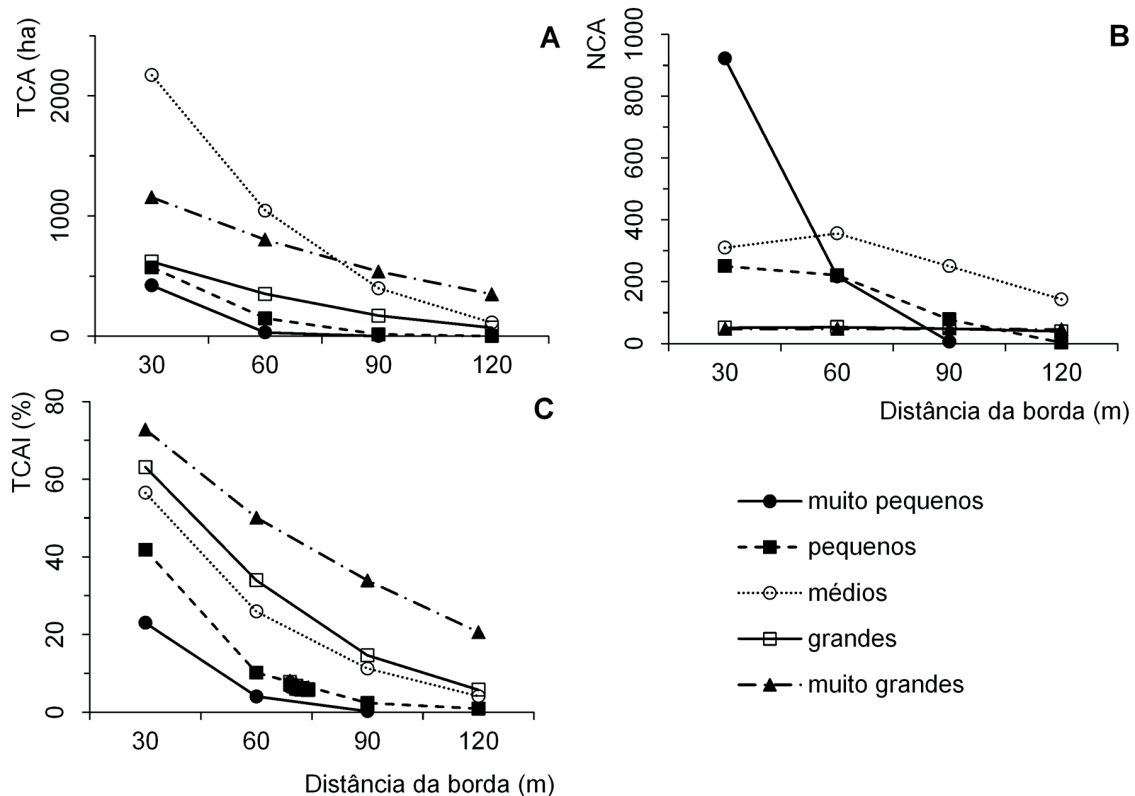 A
TCA (ha)
2000
1000
0
30 60 90 120
B
NCA
1000
800
600
400
200
0
30 60 90 120
Distância da borda (m)
C
TCAI (%)
80
60
40
20
0
30 60 90 120
Distância da borda (m)
muito pequenos
pequenos
médios
grandes
muito grandes